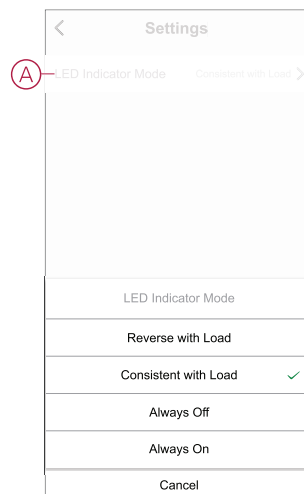 Settings
A
LED Indicator Mode Consistent with Load
LED Indicator Mode
Reverse with Load
Consistent with Load
Always Off
Always On
Cancel